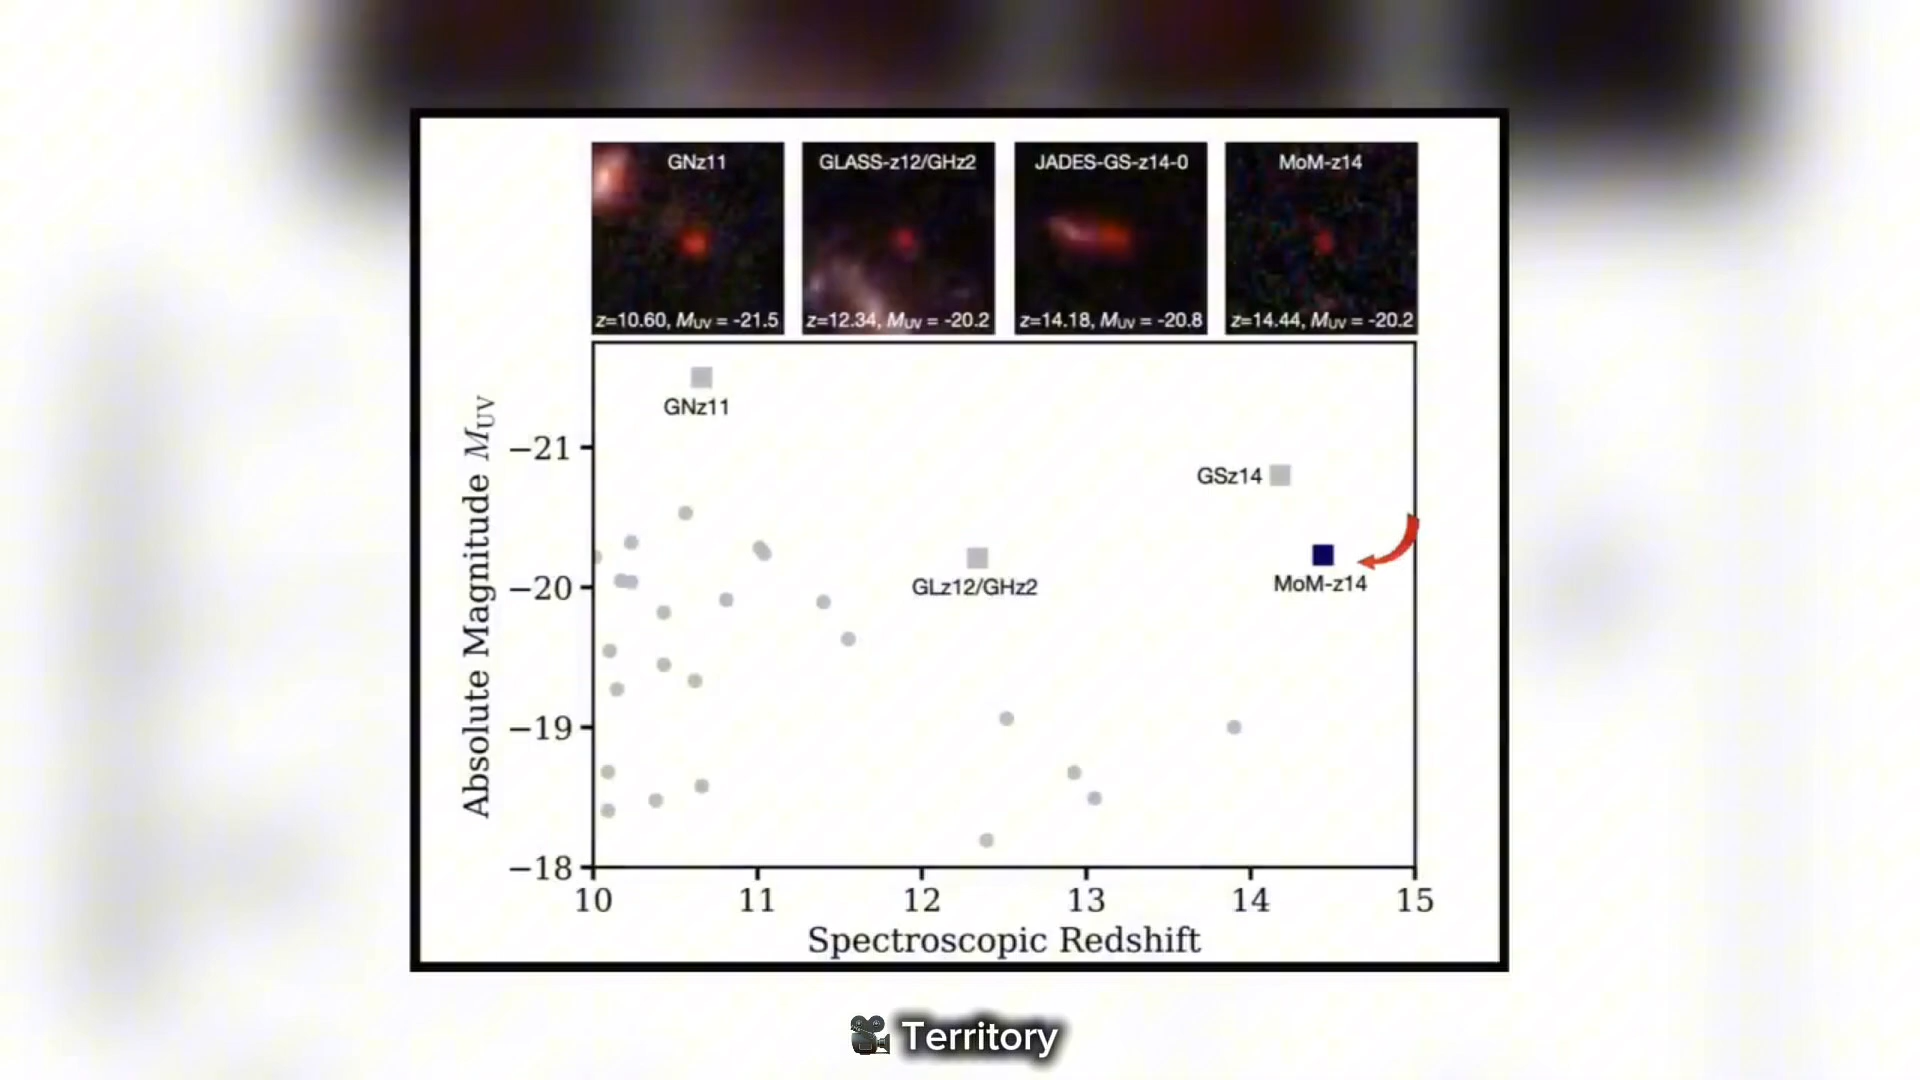 GNz11
GLASS-z12/GHz2
JADES-GS-z14-0
MoM-z14
z=10.60, MUV = -21.5
z=12.34, MUV = -20.2
z=14.18, MUV = -20.8
z=14.44, MUV = -20.2
Absolute Magnitude MUV
−21
−20
−19
−18
GNz11
GSz14
GLz12/GHz2
MoM-z14
10 11 12 13 14 15
Spectroscopic Redshift
🎥 Territory